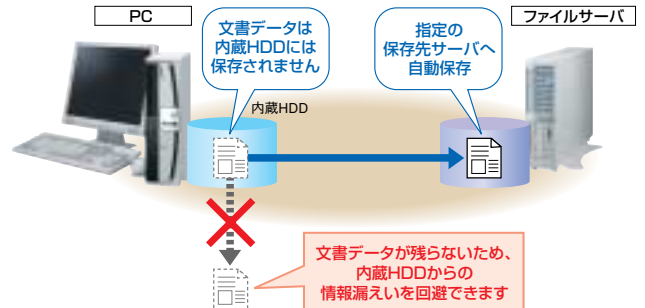 PC
ファイルサーバ
文書データは
内蔵HDDには
保存されません
指定の
保存先サーバへ
自動保存
内蔵HDD
文書データが残らないため、
内蔵HDDからの
情報漏えいを回避できます